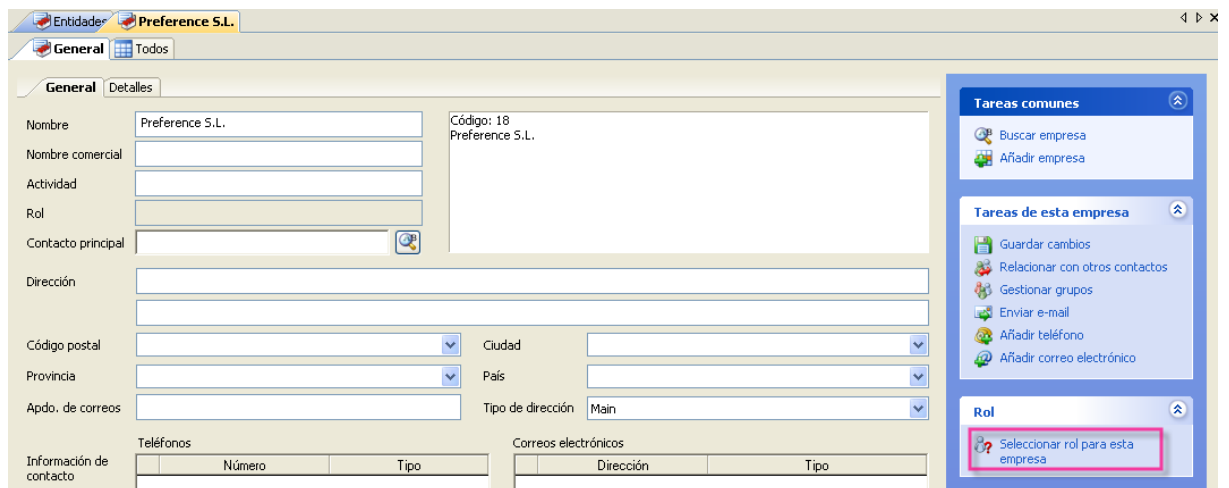 Entidades
Preference S.L.
General
Todos
General
Detalles
Nombre
Preference S.L.
Código: 18
Preference S.L.
Nombre comercial
Actividad
Rol
Contacto principal
Dirección
Código postal
Ciudad
Provincia
País
Apdo. de correos
Tipo de dirección
Main
Teléfonos
Correos electrónicos
Información de
contacto
Número
Tipo
Dirección
Tipo
Tareas comunes
Buscar empresa
Añadir empresa
Tareas de esta empresa
Guardar cambios
Relacionar con otros contactos
Gestionar grupos
Enviar e-mail
Añadir teléfono
Añadir correo electrónico
Rol
Seleccionar rol para esta
empresa